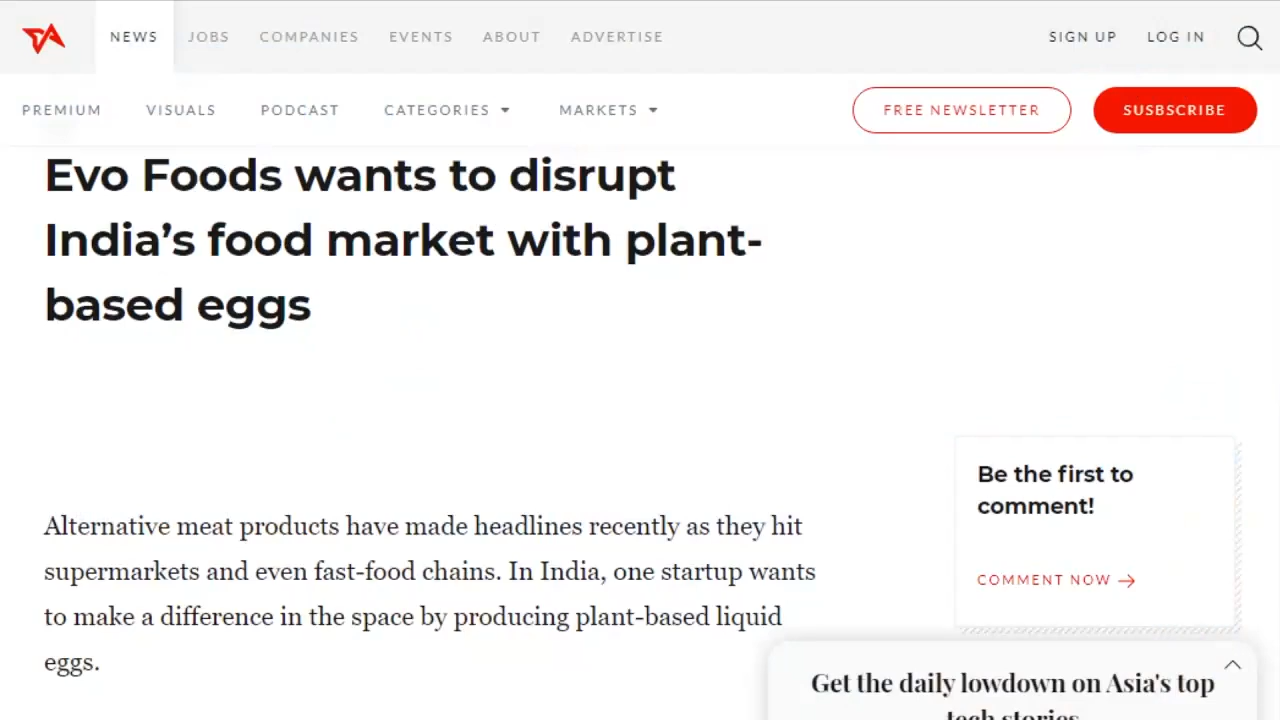 NEWS JOBS COMPANIES EVENTS ABOUT ADVERTISE SIGN UP LOG IN
PREMIUM VISUALS PODCAST CATEGORIES MARKETS FREE NEWSLETTER SUSBSCRIBE
Evo Foods wants to disrupt
India’s food market with plant-
based eggs
Alternative meat products have made headlines recently as they hit
supermarkets and even fast-food chains. In India, one startup wants
to make a difference in the space by producing plant-based liquid
eggs.
Be the first to
comment!
COMMENT NOW
Get the daily lowdown on Asia's top
tech stories